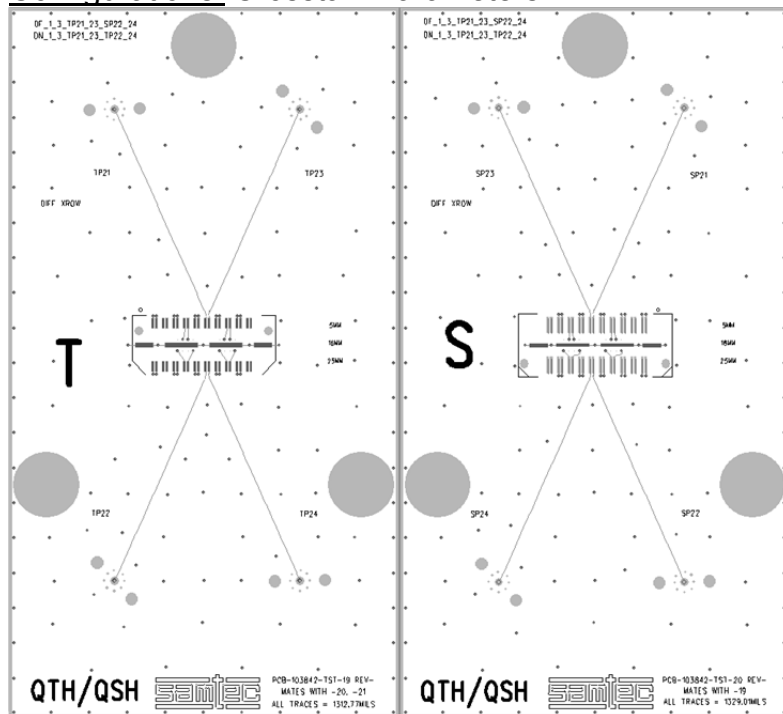 DF_1_3_TP21_23_SP22_24
DN_1_3_TP21_23_TP22_24
TP21
TP23
DIFF XROW
T
5MM
16MM
25MM
TP22
TP24
QTH/QSH
samtec
PCB-103842-TST-19 REV-
MATES WITH -20, -21
ALL TRACES = 1312.77MILS
DF_1_3_TP21_23_SP22_24
DN_1_3_TP21_23_TP22_24
SP23
SP21
DIFF XROW
S
5MM
16MM
25MM
SP24
SP22
QTH/QSH
samtec
PCB-103842-TST-20 REV-
MATES WITH -19
ALL TRACES = 1329.01MILS